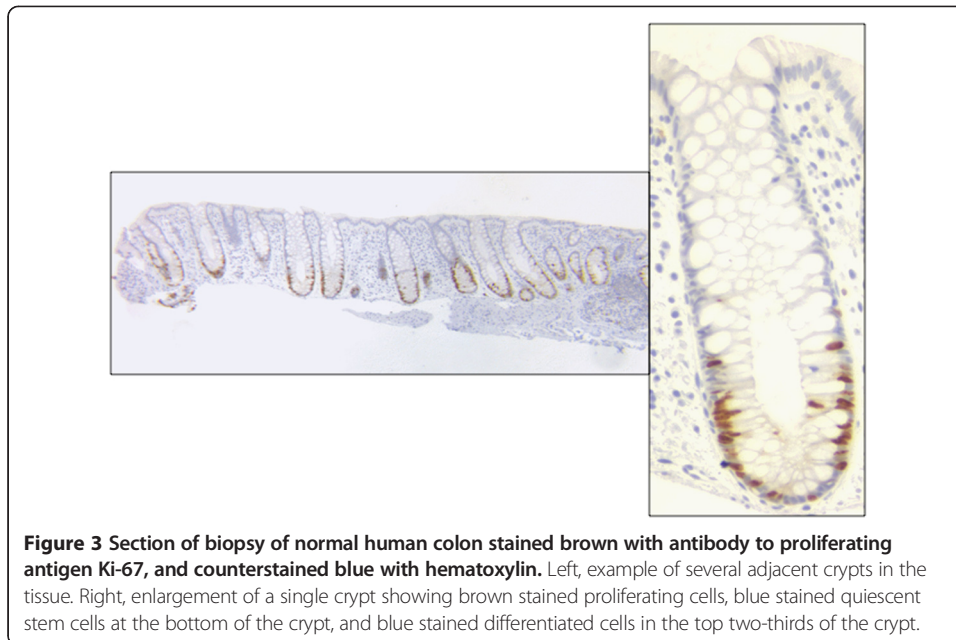 Figure 3 Section of biopsy of normal human colon stained brown with antibody to proliferating
antigen Ki-67, and counterstained blue with hematoxylin. Left, example of several adjacent crypts in the
tissue. Right, enlargement of a single crypt showing brown stained proliferating cells, blue stained quiescent
stem cells at the bottom of the crypt, and blue stained differentiated cells in the top two-thirds of the crypt.